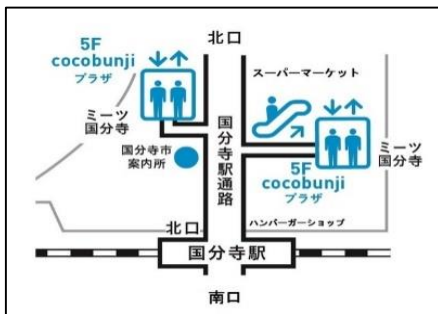 北口
5F
cocobunji
プラザ
スーパーマーケット
ミーツ
国分寺
国分寺市
案内所
国分寺駅通路
ミーツ
国分寺
5F
cocobunji
プラザ
北口
ハンバーガーショップ
国分寺駅
南口